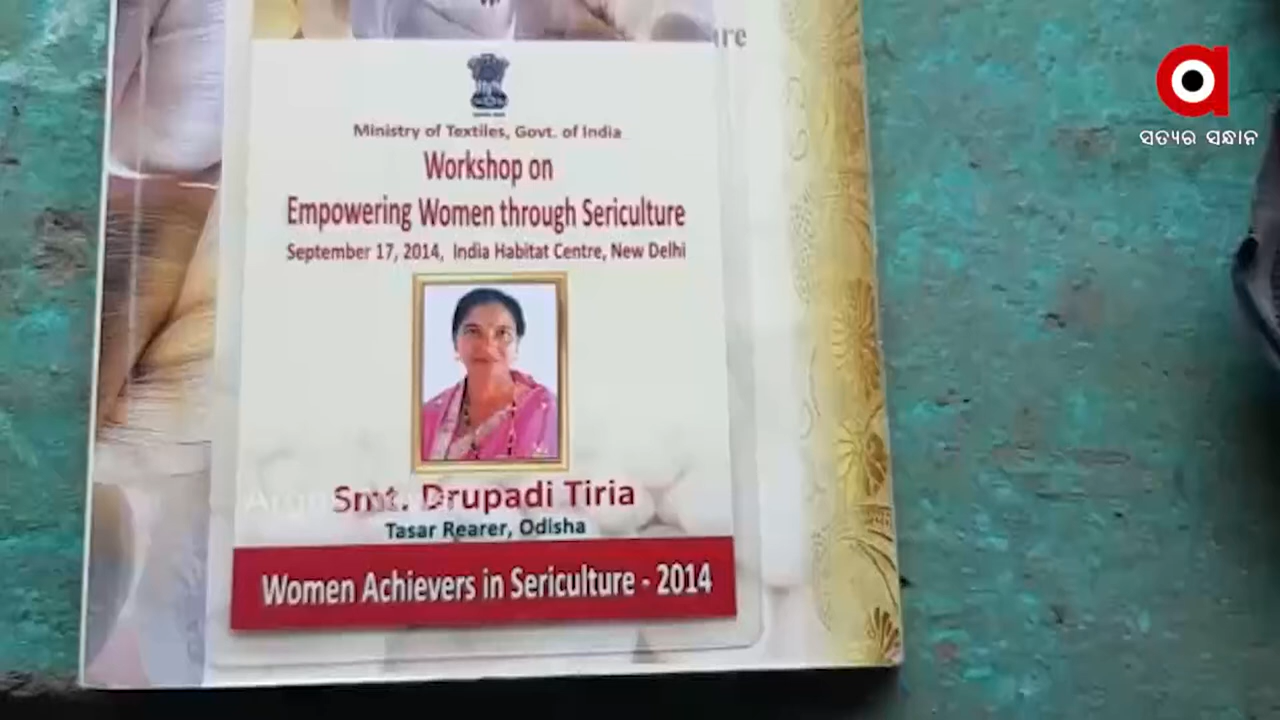 ସତ୍ୟର ସନ୍ଧାନ
Ministry of Textiles, Govt. of India
Workshop on
Empowering Women through Sericulture
September 17, 2014, India Habitat Centre, New Delhi
Smt. Drupadi Tiria
Tasar Rearer, Odisha
Women Achievers in Sericulture - 2014